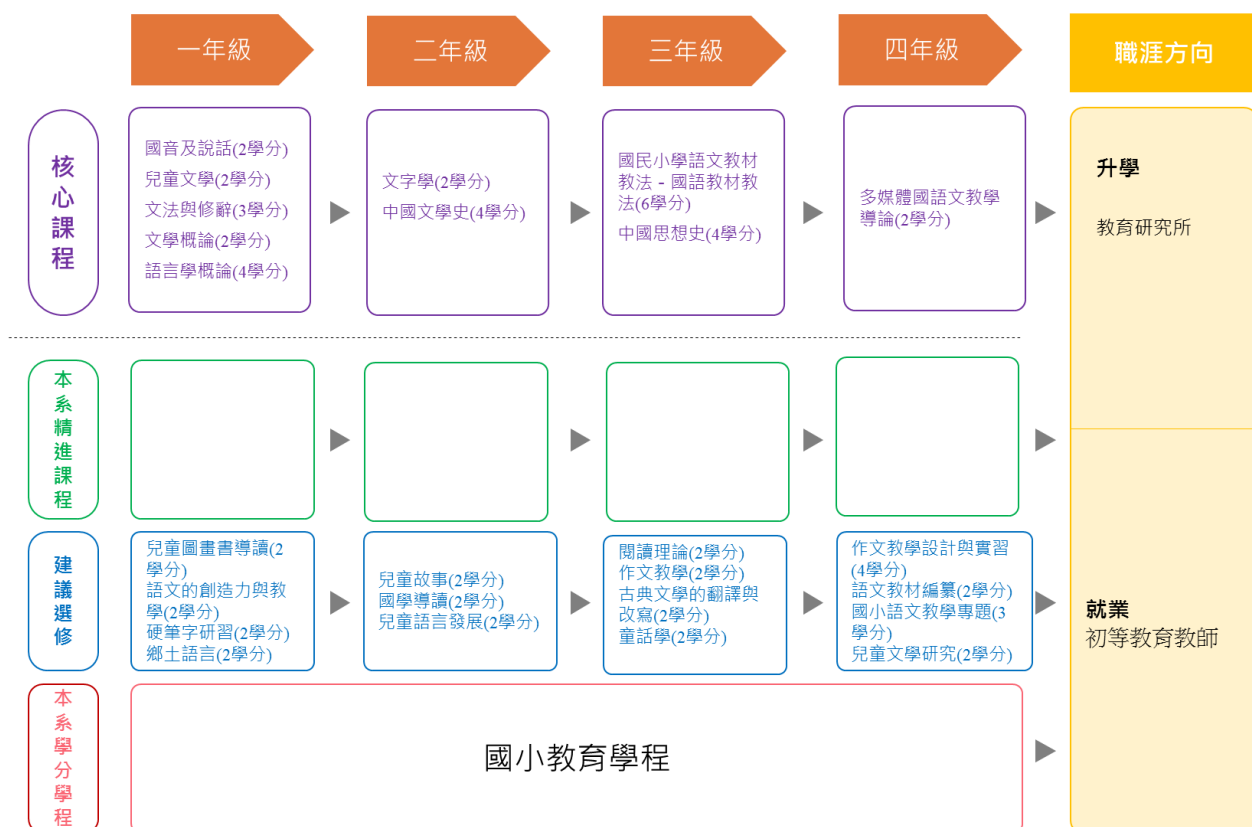 一年級
二年級
三年級
四年級
職涯方向
核
心
課
程
國音及說話(2學分)
兒童文學(2學分)
文法與修辭(3學分)
文學概論(2學分)
語言學概論(4學分)
文字學(2學分)
中國文學史(4學分)
國民小學語文教材
教法－國語教材教
法(6學分)
中國思想史(4學分)
多媒體國語文教學
導論(2學分)
升學
教育研究所
本
系
精
進
課
程
建
議
選
修
兒童圖畫書導讀(2
學分)
語文的創造力與教
學(2學分)
硬筆字研習(2學分)
鄉土語言(2學分)
兒童故事(2學分)
國學導讀(2學分)
兒童語言發展(2學分)
閱讀理論(2學分)
作文教學(2學分)
古典文學的翻譯與
改寫(2學分)
童話學(2學分)
作文教學設計與實習
(4學分)
語文教材編纂(2學分)
國小語文教學專題(3
學分)
兒童文學研究(2學分)
就業
初等教育教師
本
系
學
分
學
程
國小教育學程